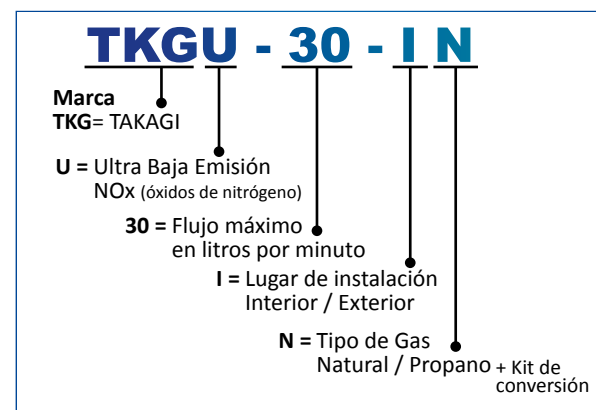 TKGU - 30 - I N
Marca
TKG= TAKAGI
U = Ultra Baja Emisión
NOx (óxidos de nitrógeno)
30 = Flujo máximo
en litros por minuto
I = Lugar de instalación
Interior / Exterior
N = Tipo de Gas
Natural / Propano + Kit de
conversión